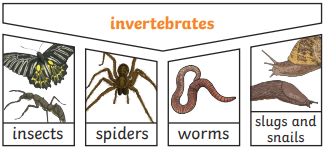 invertebrates
insects
spiders
worms
slugs and
snails